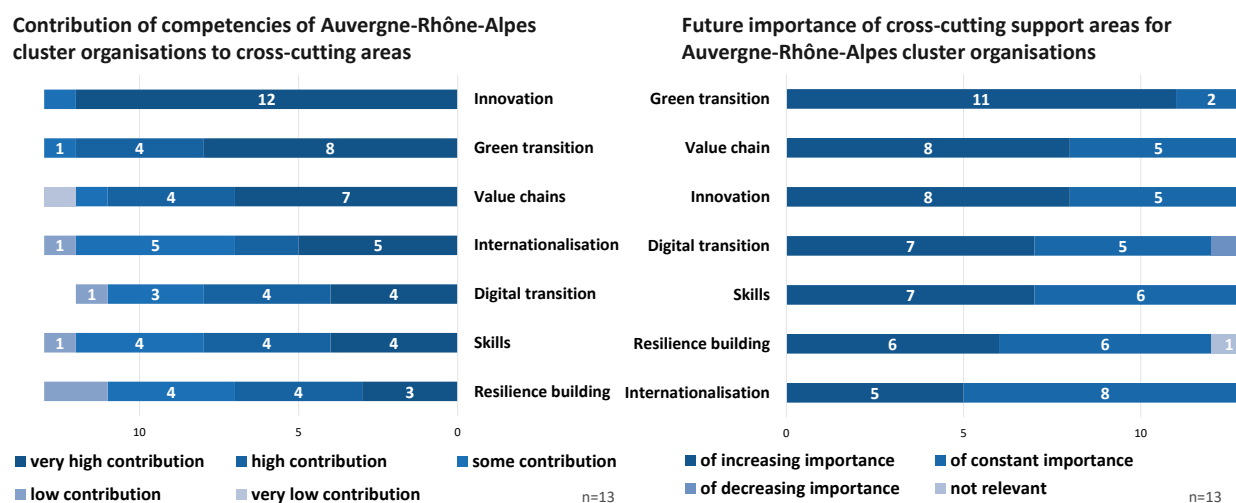 Contribution of competencies of Auvergne-Rhône-Alpes
cluster organisations to cross-cutting areas
12 Innovation
1 4 8 Green transition
4 7 Value chains
1 5 5 Internationalisation
1 3 4 4 Digital transition
1 4 4 4 Skills
4 4 3 Resilience building
10 5 0
very high contribution high contribution some contribution
low contribution very low contribution
n=13
Future importance of cross-cutting support areas for
Auvergne-Rhône-Alpes cluster organisations
Green transition 11 2
Value chain 8 5
Innovation 8 5
Digital transition 7 5
Skills 7 6
Resilience building 6 6 1
Internationalisation 5 8
0 5 10
of increasing importance of constant importance
of decreasing importance not relevant
n=13